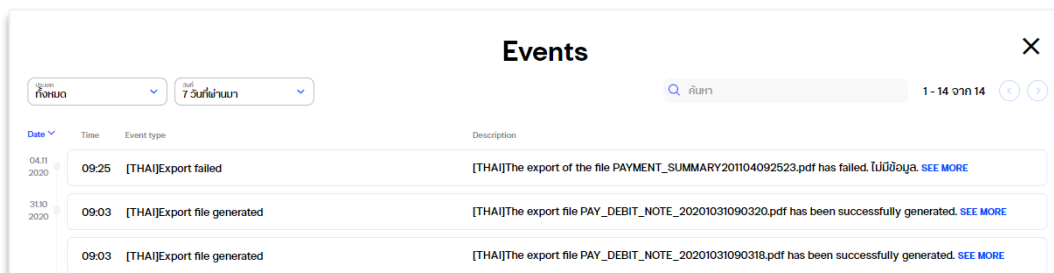 Events
ประเภท
ทั้งหมด
วันที่
7 วันที่ผ่านมา
ค้นหา
1 - 14 จาก 14
Date Time Event type Description
04.11
2020
09:25 [THAI]Export failed [THAI]The export of the file PAYMENT_SUMMARY201104092523.pdf has failed. ไม่มีข้อมูล. SEE MORE
31.10
2020
09:03 [THAI]Export file generated [THAI]The export file PAY_DEBIT_NOTE_20201031090320.pdf has been successfully generated. SEE MORE
09:03 [THAI]Export file generated [THAI]The export file PAY_DEBIT_NOTE_20201031090318.pdf has been successfully generated. SEE MORE